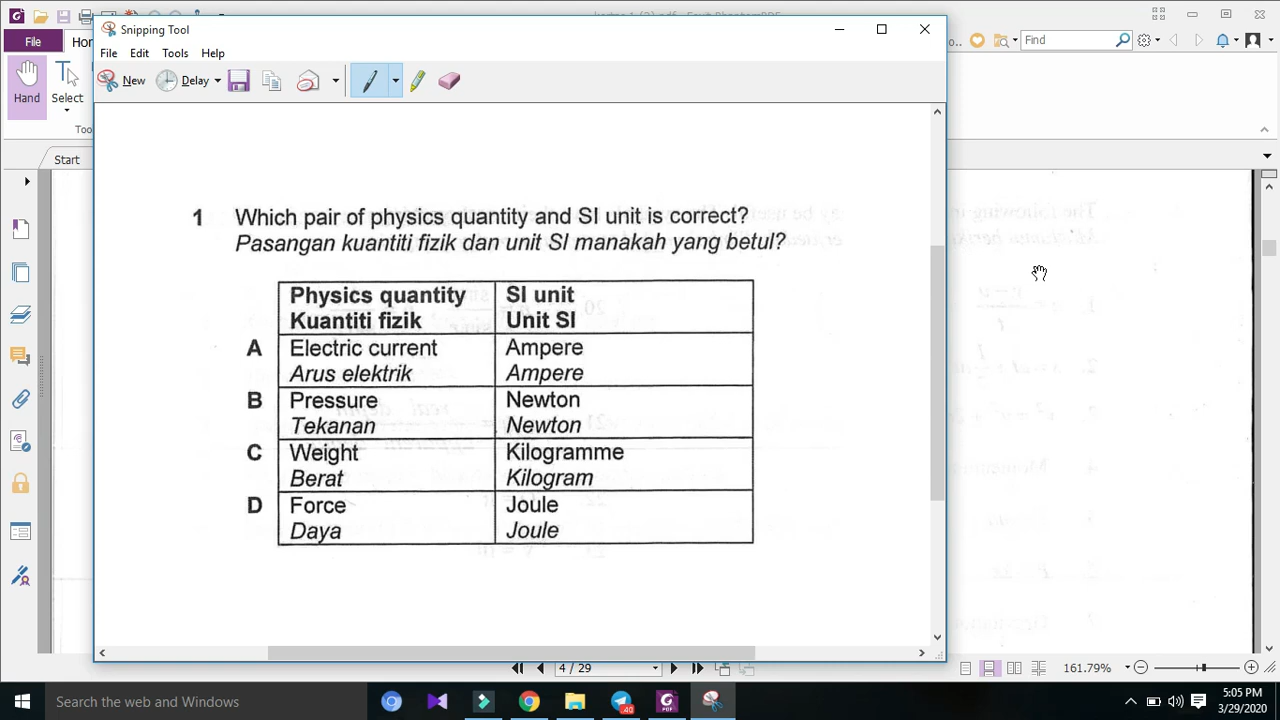 Snipping Tool
File Edit Tools Help
New Delay
File
Find
Hand
Select
Start
1 Which pair of physics quantity and SI unit is correct?
Pasangan kuantiti fizik dan unit SI manakah yang betul?
Physics quantity SI unit
Kuantiti fizik Unit SI
A Electric current Ampere
Arus elektrik Ampere
B Pressure Newton
Tekanan Newton
C Weight Kilogramme
Berat Kilogram
D Force Joule
Daya Joule
4 / 29
161.79%
Search the web and Windows
5:05 PM
3/29/2020